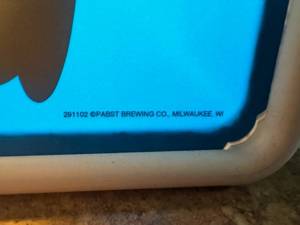 291102 ©PABST BREWING CO., MILWAUKEE, WI